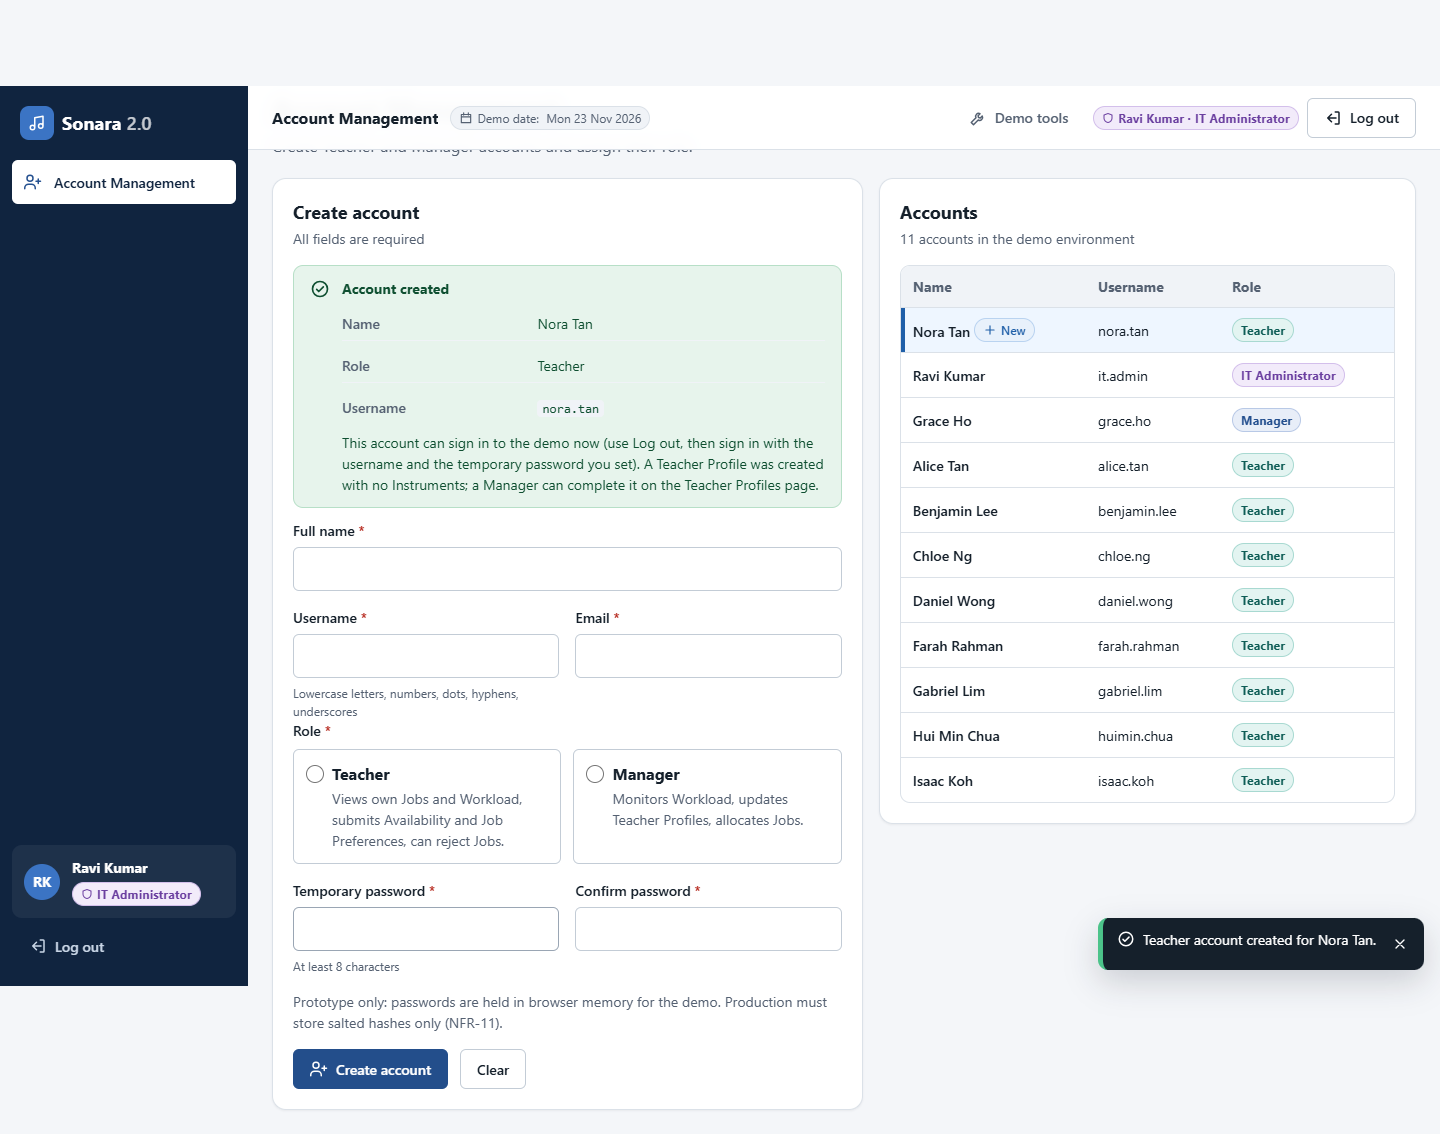 Sonara 2.0
Account Management
Demo date: Mon 23 Nov 2026
Demo tools
Ravi Kumar · IT Administrator
Log out
Account Management
Create Teacher and Manager accounts and assign their role.
Create account
All fields are required
Account created
Name Nora Tan
Role Teacher
Username nora.tan
This account can sign in to the demo now (use Log out, then sign in with the
username and the temporary password you set). A Teacher Profile was created
with no Instruments; a Manager can complete it on the Teacher Profiles page.
Full name *
Username *
Email *
Lowercase letters, numbers, dots, hyphens,
underscores
Role *
Teacher
Views own Jobs and Workload,
submits Availability and Job
Preferences, can reject Jobs.
Manager
Monitors Workload, updates
Teacher Profiles, allocates Jobs.
Temporary password *
Confirm password *
At least 8 characters
Prototype only: passwords are held in browser memory for the demo. Production must
store salted hashes only (NFR-11).
Create account
Clear
Accounts
11 accounts in the demo environment
Name Username Role
Nora Tan + New nora.tan Teacher
Ravi Kumar it.admin IT Administrator
Grace Ho grace.ho Manager
Alice Tan alice.tan Teacher
Benjamin Lee benjamin.lee Teacher
Chloe Ng chloe.ng Teacher
Daniel Wong daniel.wong Teacher
Farah Rahman farah.rahman Teacher
Gabriel Lim gabriel.lim Teacher
Hui Min Chua huimin.chua Teacher
Isaac Koh isaac.koh Teacher
RK
Ravi Kumar
IT Administrator
Log out
Teacher account created for Nora Tan.